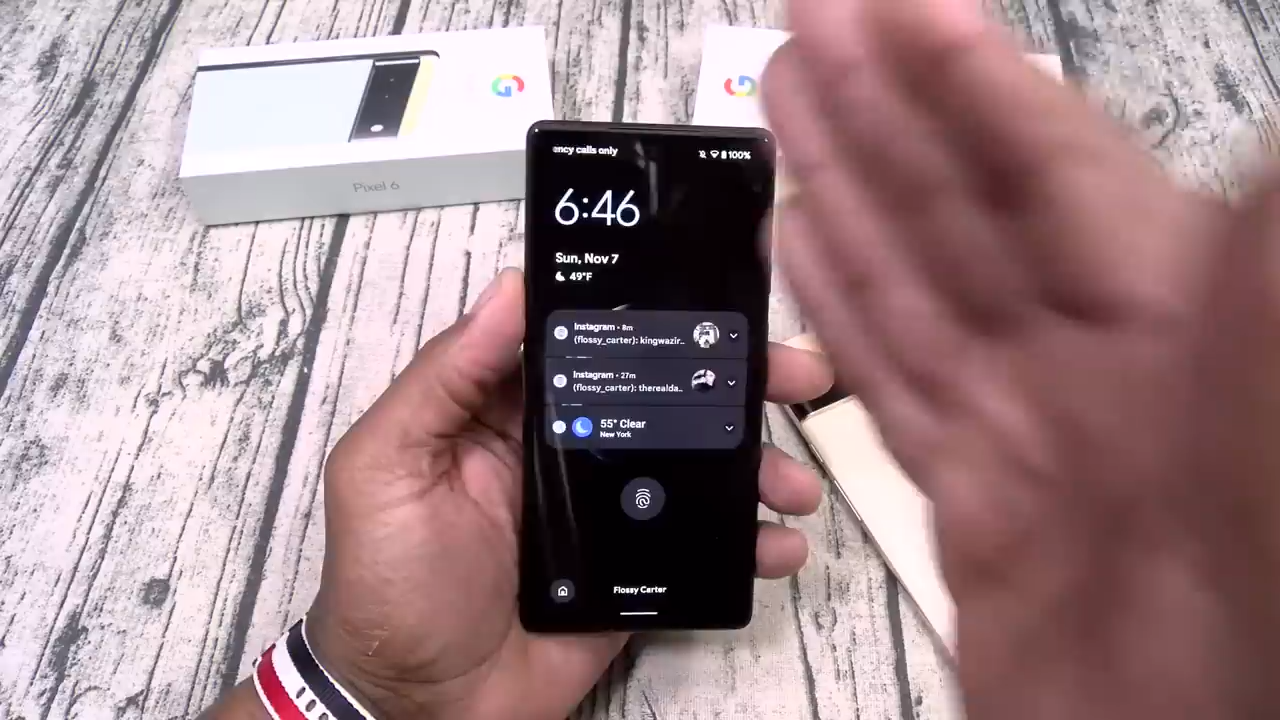 Pixel 6
ency calls only
100%
6:46
Sun, Nov 7
49°F
Instagram • 8m
(flossy_carter): kingwazir..
Instagram • 27m
(flossy_carter): therealda..
55° Clear
New York
Flossy Carter